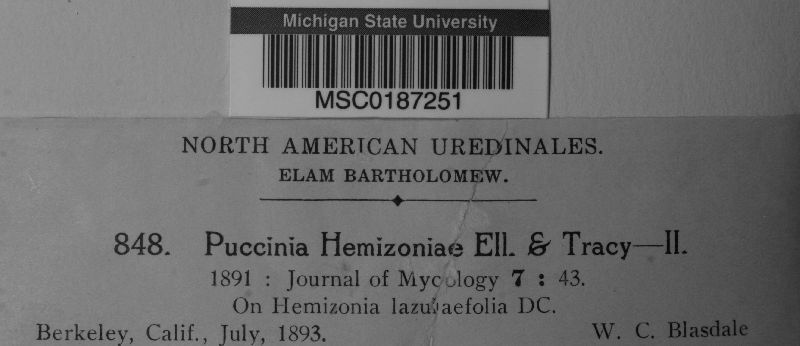 Michigan State University
MSC0187251
NORTH AMERICAN UREDINALES.
ELAM BARTHOLOMEW.
848. Puccinia Hemizoniae Ell. & Tracy—II.
1891 : Journal of Mycology 7 : 43.
On Hemizonia DC.
Berkeley, Calif., July, 1893. W. C. Blasdale